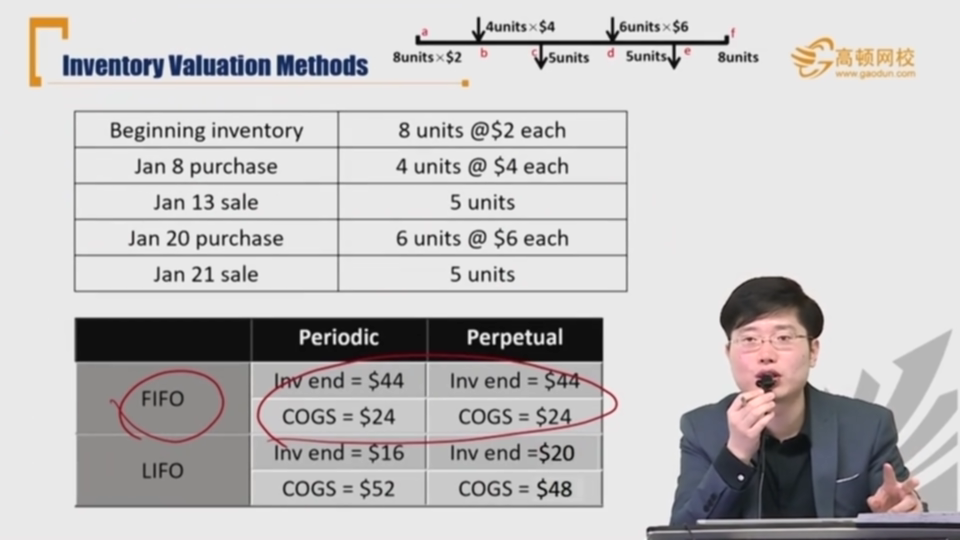 Inventory Valuation Methods
a
4units×$4
6units×$6
f
8units×$2
b
c
5units
d
5units
e
8units
高顿网校
www.gaodun.com
Beginning inventory 8 units @$2 each
Jan 8 purchase 4 units @ $4 each
Jan 13 sale 5 units
Jan 20 purchase 6 units @ $6 each
Jan 21 sale 5 units
Periodic Perpetual
FIFO
Inv end = $44 Inv end = $44
COGS = $24 COGS = $24
LIFO
Inv end = $16 Inv end =$20
COGS = $52 COGS = $48